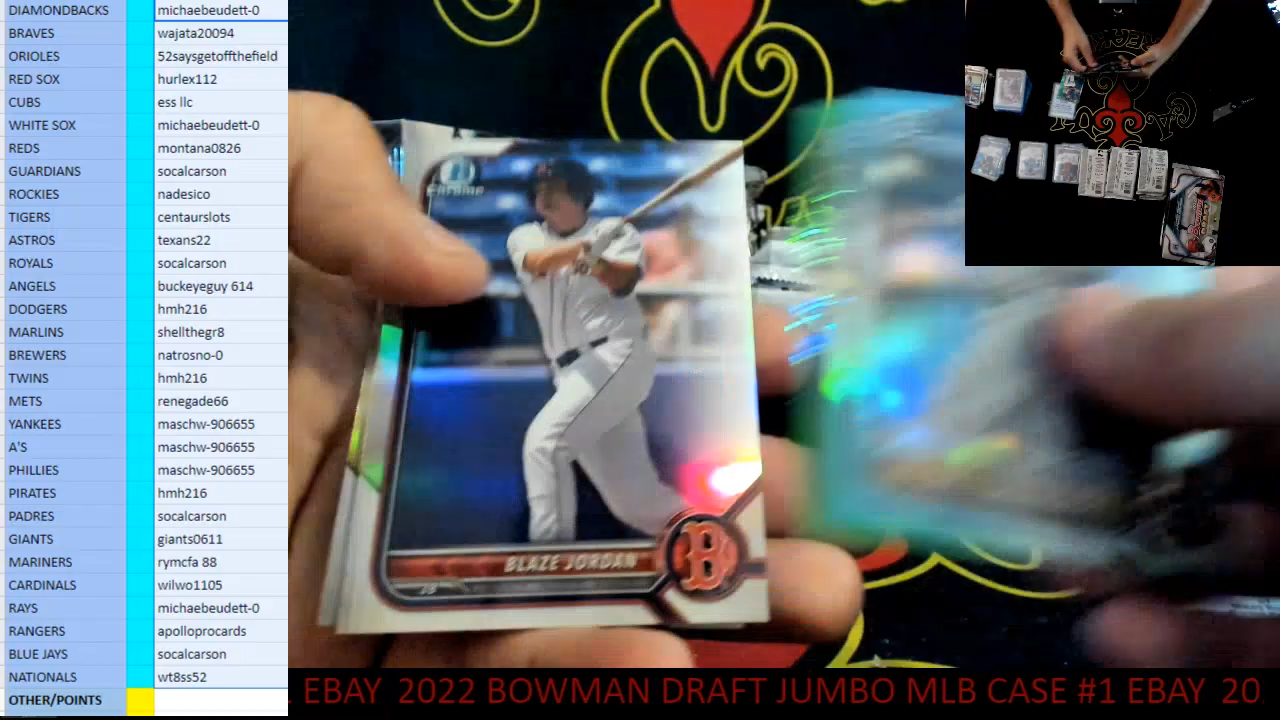 DIAMONDBACKS michaebeudett-0
BRAVES wajata20094
ORIOLES 52saysgetoffthefield
RED SOX hurlex112
CUBS ess llc
WHITE SOX michaebeudett-0
REDS montana0826
GUARDIANS socalcarson
ROCKIES nadesico
TIGERS centaurslots
ASTROS texans22
ROYALS socalcarson
ANGELS buckeyeguy 614
DODGERS hmh216
MARLINS shellthegr8
BREWERS natrosno-0
TWINS hmh216
METS renegade66
YANKEES maschw-906655
A'S maschw-906655
PHILLIES maschw-906655
PIRATES hmh216
PADRES socalcarson
GIANTS giants0611
MARINERS rymcfa 88
CARDINALS wilwo1105
RAYS michaebeudett-0
RANGERS apolloprocards
BLUE JAYS socalcarson
NATIONALS wt8ss52
OTHER/POINTS
BLAZE JORDAN
B
EBAY 2022 BOWMAN DRAFT JUMBO MLB CASE #1 EBAY 20